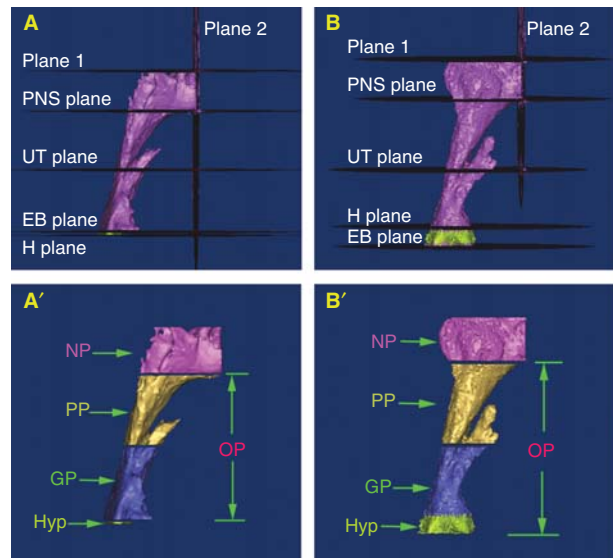 A
Plane 2
Plane 1
PNS plane
UT plane
EB plane
H plane
B
Plane 2
Plane 1
PNS plane
UT plane
H plane
EB plane
A′
NP
PP
OP
GP
Hyp
B′
NP
PP
OP
GP
Hyp